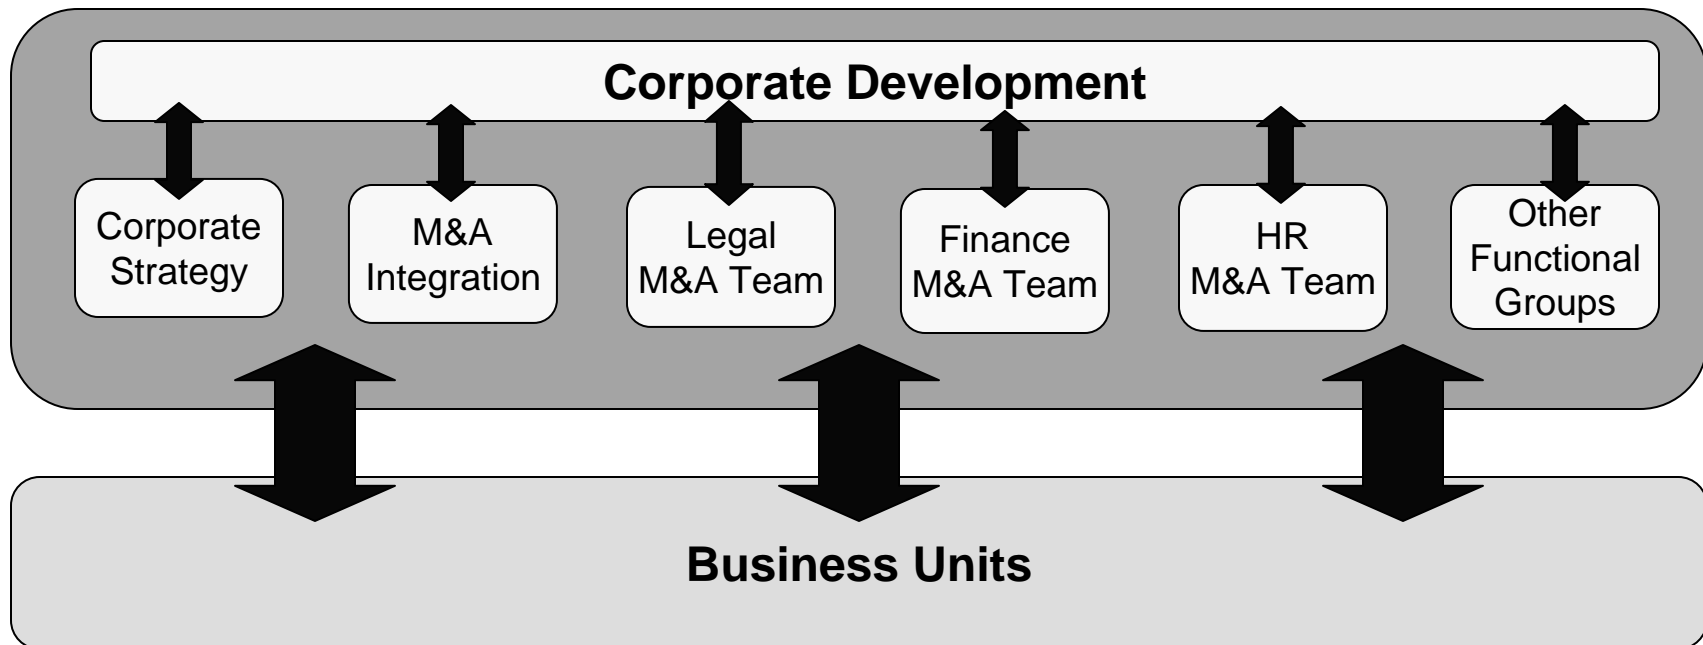 Corporate Development
Corporate
Strategy
M&A
Integration
Legal
M&A Team
Finance
M&A Team
HR
M&A Team
Other
Functional
Groups
Business Units